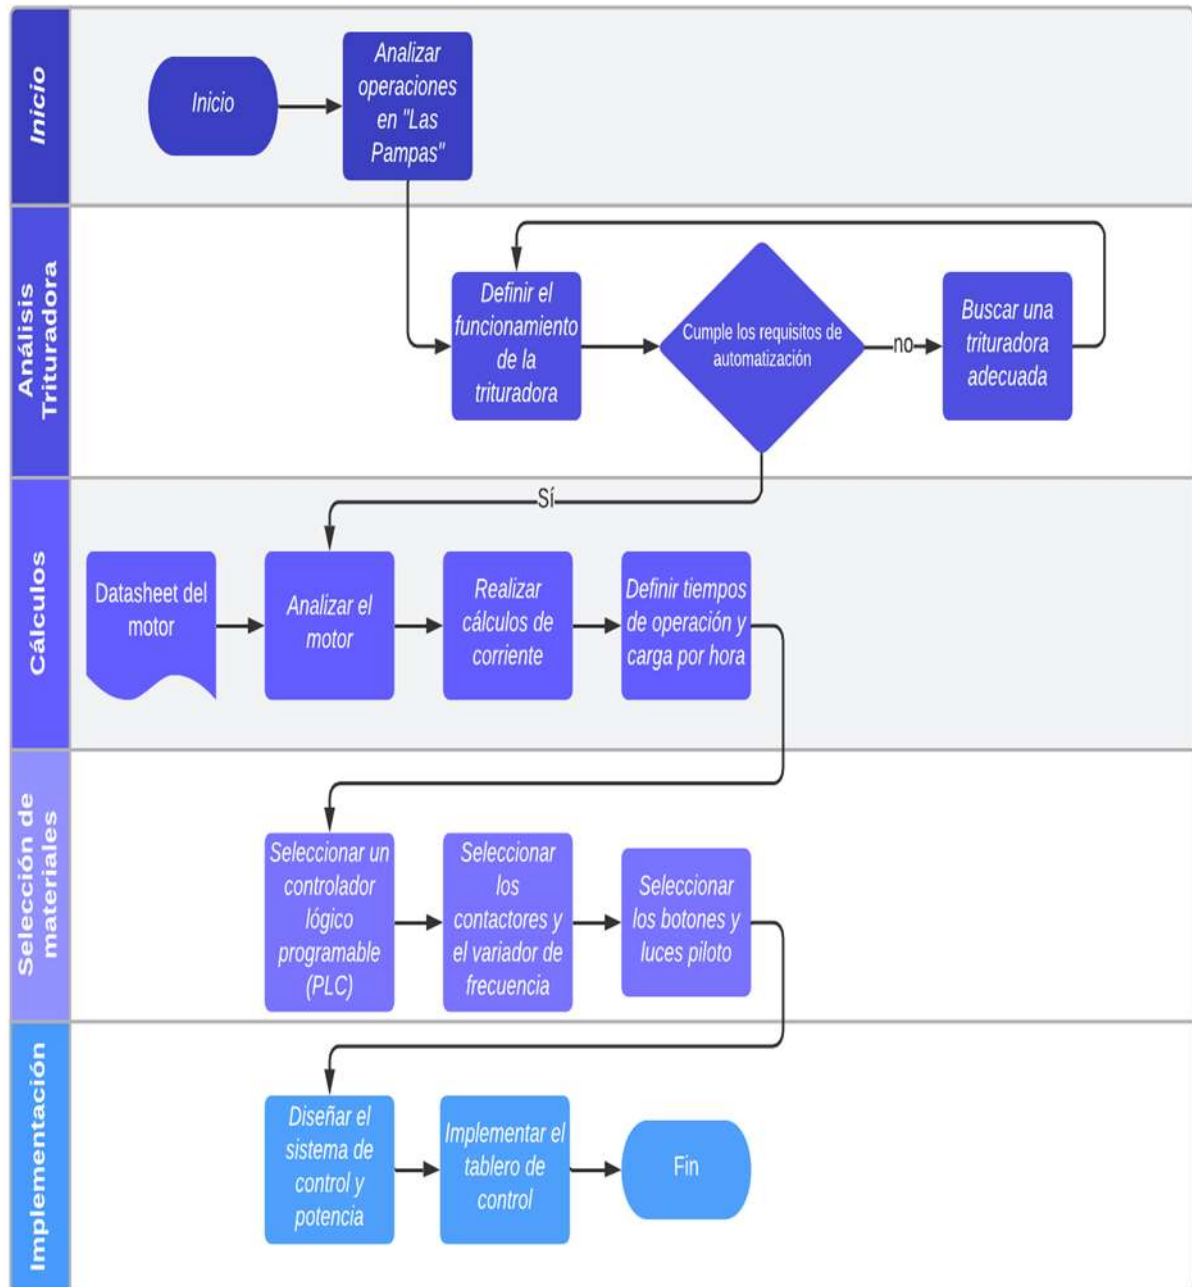 Inicio
Inicio
Analizar
operaciones
en "Las
Pampas"
Análisis
Trituradora
Definir el
funcionamiento
de la
trituradora
Cumple los requisitos de
automatización
no
Buscar una
trituradora
adecuada
Sí
Cálculos
Datasheet del
motor
Analizar el
motor
Realizar
cálculos de
corriente
Definir tiempos
de operación y
carga por hora
Selección de
materiales
Seleccionar un
controlador
lógico
programable
(PLC)
Seleccionar
los
contactores y
el variador de
frecuencia
Seleccionar
los botones y
luces piloto
Implementación
Diseñar el
sistema de
control y
potencia
Implementar el
tablero de
control
Fin